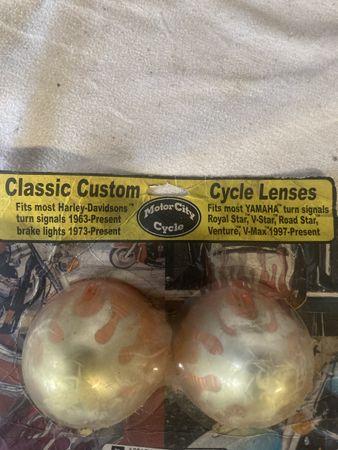 Classic Custom
Fits most Harley-Davidsons™
turn signals 1963-Present
brake lights 1973-Present
Motor City
Cycle
Cycle Lenses
Fits most YAMAHA™ turn signals
Royal Star, V-Star, Road Star,
Venture, V-Max 1997-Present